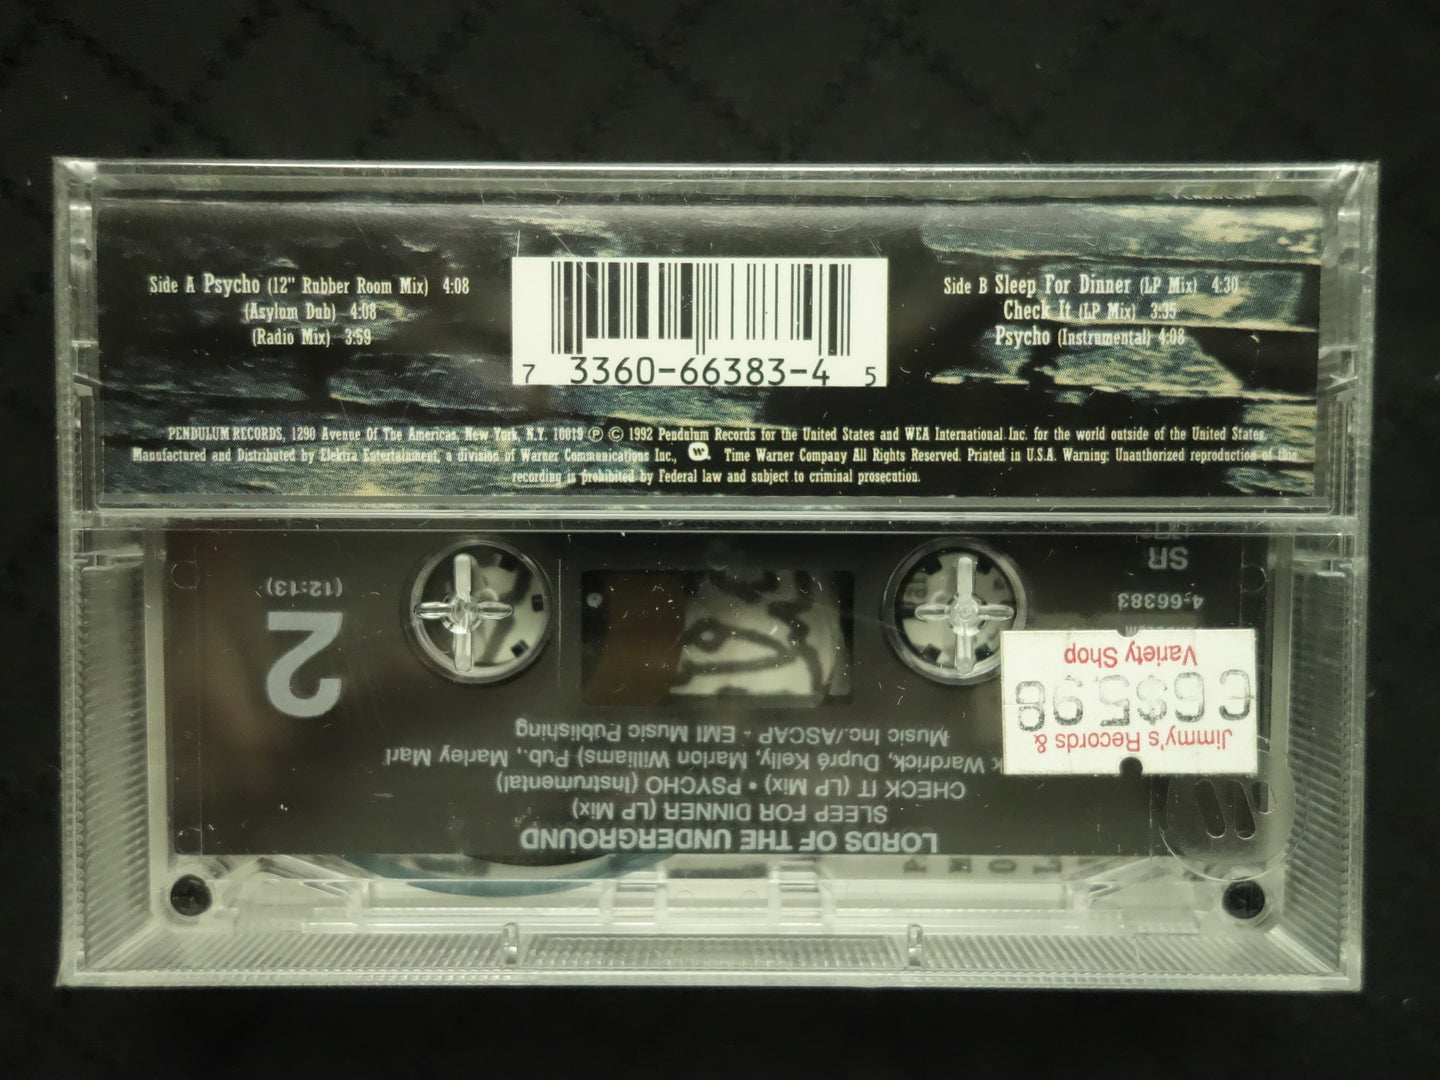 Side A Psycho (12" Rubber Room Mix) 4:08
(Asylum Dub) 4:08
(Radio Mix) 3:59
7 3360-66383-4 5
Side B Sleep For Dinner (LP Mix) 4:30
Check It (LP Mix) 3:35
Psycho (Instrumental) 4:08
PENDULUM RECORDS, 1290 Avenue Of The Americas, New York, N.Y. 10019 Ⓟ © 1992 Pendulum Records for the United States and WEA International Inc. for the world outside of the United States.
Manufactured and Distributed by Elektra Entertainment, a division of Warner Communications Inc., Time Warner Company All Rights Reserved. Printed in U.S.A. Warning: Unauthorized reproduction of this
recording is prohibited by Federal law and subject to criminal prosecution.
LORDS OF THE UNDERGROUND
SLEEP FOR DINNER (LP Mix)
CHECK IT (LP Mix) • PSYCHO (Instrumental)
Wardrick, Dupré Kelly, Marlon Williams) Pub., Marley Marl
Music Inc./ASCAP - EMI Music Publishing
2
(12:13)
4-66383
SR
Jimmy's Records &
$5.98
Variety Shop